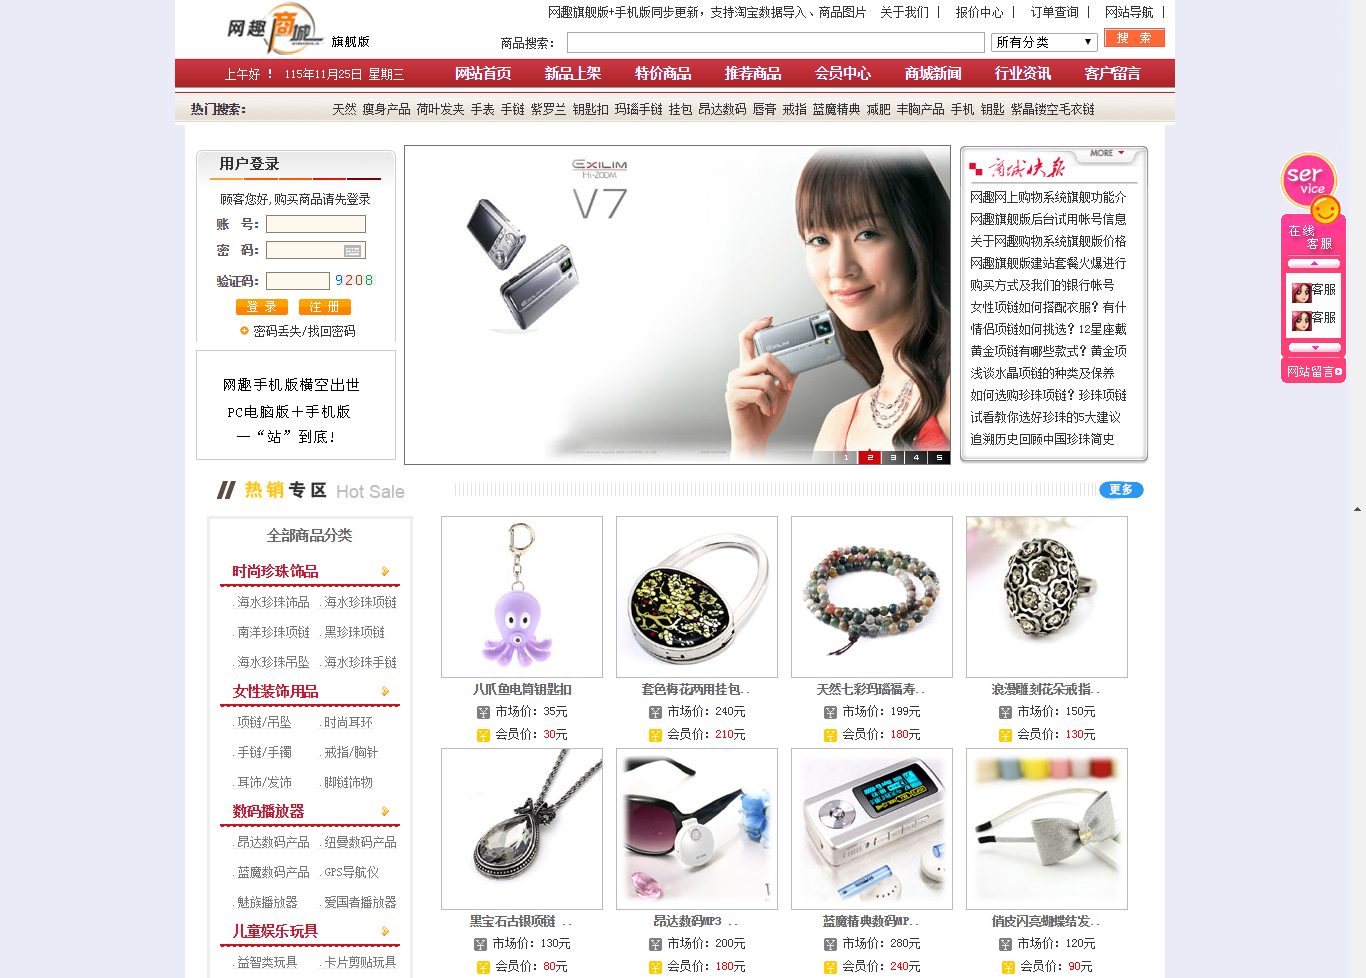 网趣商城 旗舰版
网趣旗舰版+手机版同步更新，支持淘宝数据导入、商品图片 关于我们 | 报价中心 | 订单查询 | 网站导航 |
商品搜索： 所有分类 搜 索
上午好 ！ 115年11月25日 星期三 网站首页 新品上架 特价商品 推荐商品 会员中心 商城新闻 行业资讯 客户留言
热门搜索： 天然 瘦身产品 荷叶发夹 手表 手链 紫罗兰 钥匙扣 玛瑙手链 挂包 昂达数码 唇膏 戒指 蓝魔精典 减肥 丰胸产品 手机 钥匙 紫晶镂空毛衣链
用户登录
顾客您好,购买商品请先登录
账 号:
密 码:
验证码: 9208
登 录 注 册
密码丢失/找回密码
网趣手机版横空出世
PC电脑版＋手机版
一“站”到底！
EXILIM
Hi-ZOOM
V7
EXILIM
1 2 3 4 5
商城快报 MORE
网趣网上购物系统旗舰功能介
网趣旗舰版后台试用帐号信息
关于网趣购物系统旗舰版价格
网趣旗舰版建站套餐火爆进行
购买方式及我们的银行帐号
女性项链如何搭配衣服？有什
情侣项链如何挑选？12星座戴
黄金项链有哪些款式？黄金项
浅谈水晶项链的种类及保养
如何选购珍珠项链？珍珠项链
试看教你选好珍珠的5大建议
追溯历史回顾中国珍珠简史
service
在线
客服
客服
客服
网站留言
热销专区 Hot Sale 更多
全部商品分类
时尚珍珠饰品
. 海水珍珠饰品 . 海水珍珠项链
. 南洋珍珠项链 . 黑珍珠项链
. 海水珍珠吊坠 . 海水珍珠手链
女性装饰用品
. 项链/吊坠 . 时尚耳环
. 手链/手镯 . 戒指/胸针
. 耳饰/发饰 . 脚链饰物
数码播放器
. 昂达数码产品 . 纽曼数码产品
. 蓝魔数码产品 . GPS导航仪
. 魅族播放器 . 爱国者播放器
儿童娱乐玩具
. 益智类玩具 . 卡片剪贴玩具
八爪鱼电筒钥匙扣 套色梅花两用挂包.. 天然七彩玛瑙福寿.. 浪漫雕刻花朵戒指..
市场价：35元 市场价：240元 市场价：199元 市场价：150元
会员价：30元 会员价：210元 会员价：180元 会员价：130元
黑宝石古银项链 .. 昂达数码MP3 .. 蓝魔精典数码MP.. 俏皮闪亮蝴蝶结发..
市场价：130元 市场价：200元 市场价：280元 市场价：120元
会员价：80元 会员价：180元 会员价：240元 会员价：90元